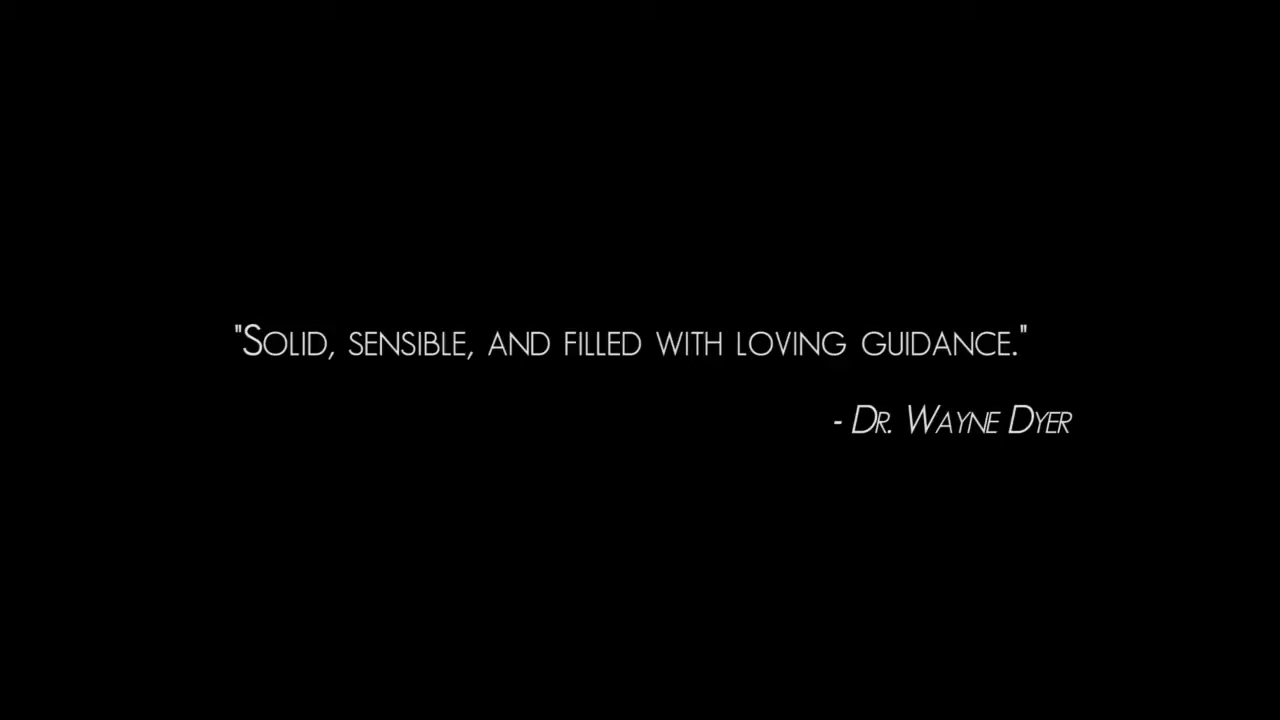 "Solid, sensible, and filled with loving guidance."
- Dr. Wayne Dyer